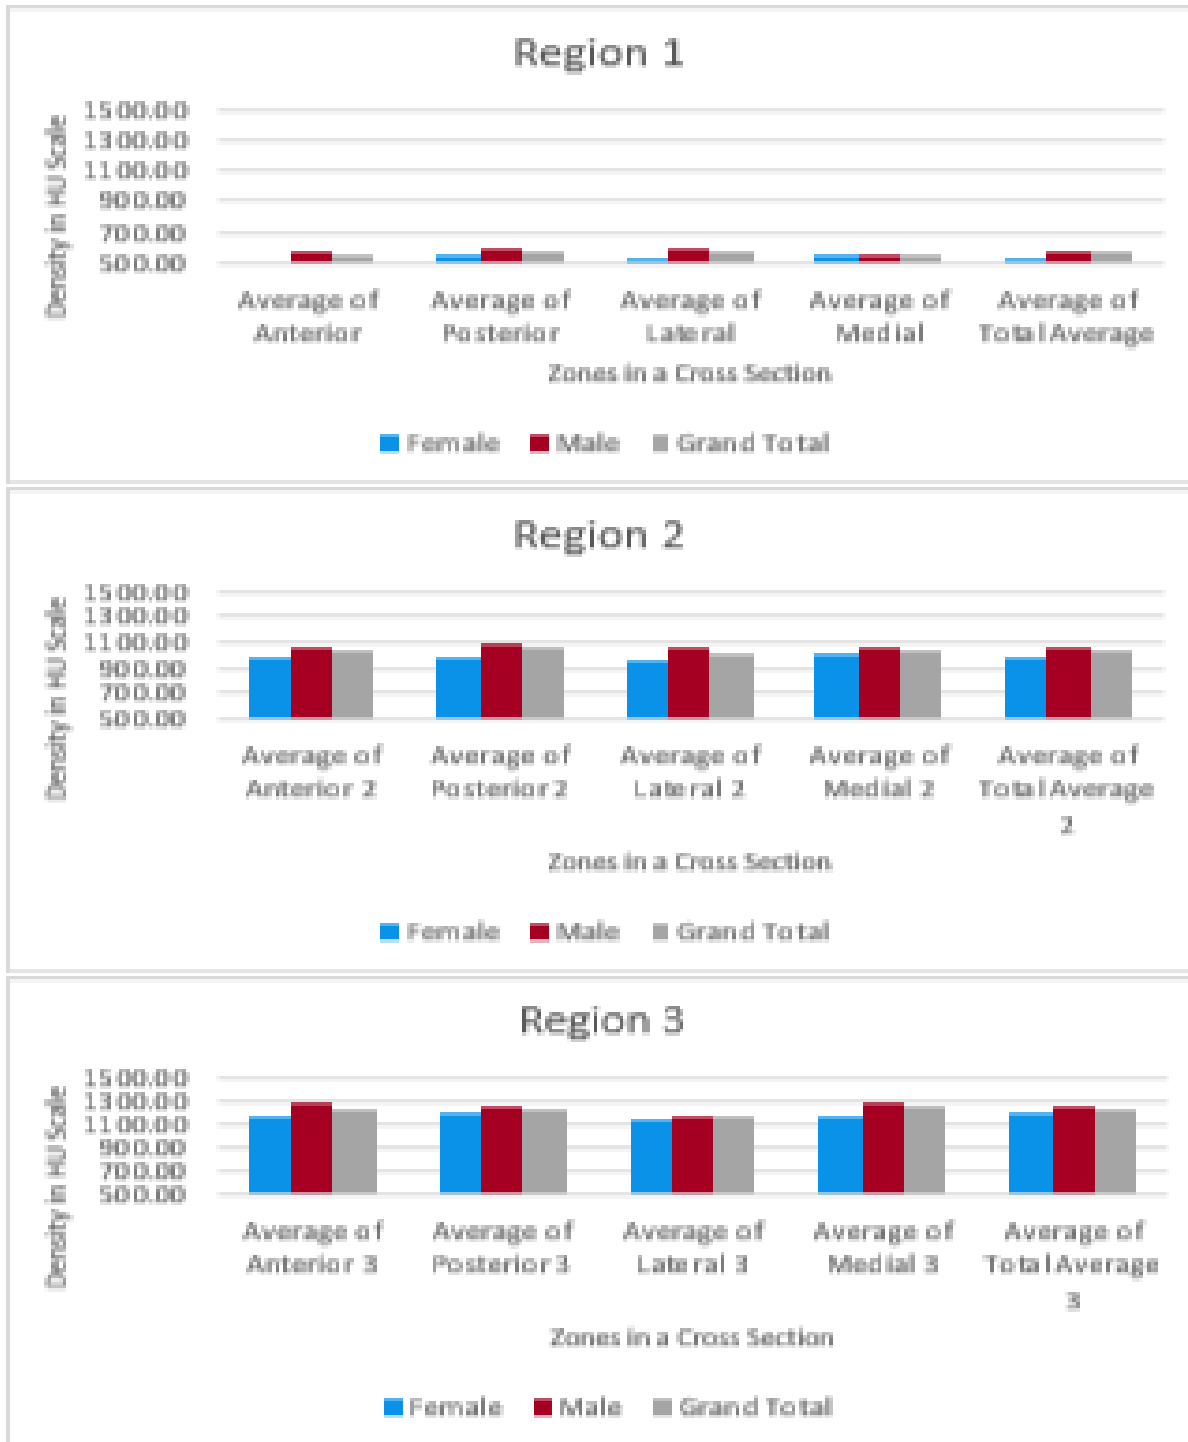 Region 1
Density in HU Scale
1500.00
1300.00
1100.00
900.00
700.00
500.00
Average of Anterior
Average of Posterior
Average of Lateral
Average of Medial
Average of Total Average
Zones in a Cross Section
Female Male Grand Total
Region 2
Density in HU Scale
1500.00
1300.00
1100.00
900.00
700.00
500.00
Average of Anterior 2
Average of Posterior 2
Average of Lateral 2
Average of Medial 2
Average of Total Average 2
Zones in a Cross Section
Female Male Grand Total
Region 3
Density in HU Scale
1500.00
1300.00
1100.00
900.00
700.00
500.00
Average of Anterior 3
Average of Posterior 3
Average of Lateral 3
Average of Medial 3
Average of Total Average 3
Zones in a Cross Section
Female Male Grand Total